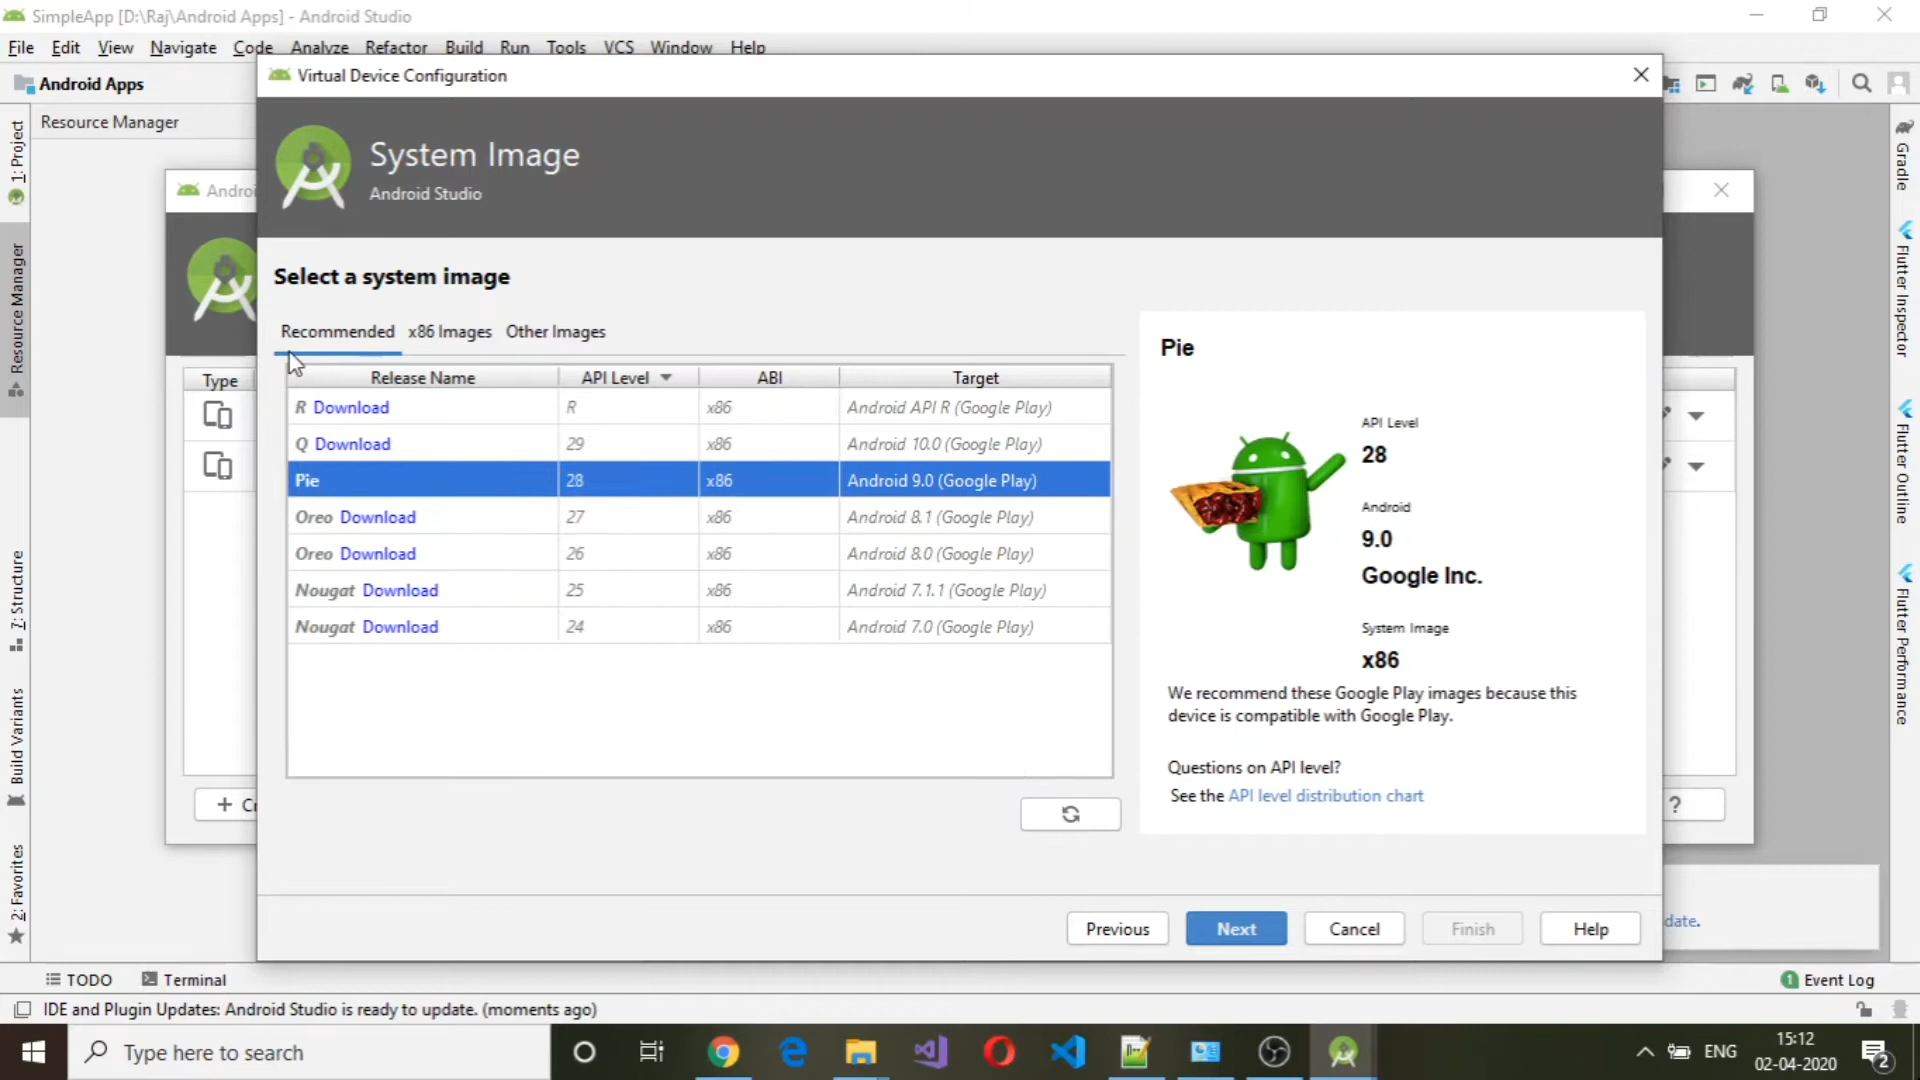 SimpleApp [D:\Raj\Android Apps] - Android Studio
File Edit View Navigate Code Analyze Refactor Build Run Tools VCS Window Help
Virtual Device Configuration
Android Apps
Resource Manager
System Image
Android Studio
Select a system image
Recommended x86 Images Other Images
Release Name API Level ABI Target
R Download R x86 Android API R (Google Play)
Q Download 29 x86 Android 10.0 (Google Play)
Pie 28 x86 Android 9.0 (Google Play)
Oreo Download 27 x86 Android 8.1 (Google Play)
Oreo Download 26 x86 Android 8.0 (Google Play)
Nougat Download 25 x86 Android 7.1.1 (Google Play)
Nougat Download 24 x86 Android 7.0 (Google Play)
Pie
API Level
28
Android
9.0
Google Inc.
System Image
x86
We recommend these Google Play images because this
device is compatible with Google Play.
Questions on API level?
See the API level distribution chart
Previous Next Cancel Finish Help
Type
?
date.
1: Project
Resource Manager
7: Structure
Build Variants
2: Favorites
Gradle
Flutter Inspector
Flutter Outline
Flutter Performance
TODO Terminal
1 Event Log
IDE and Plugin Updates: Android Studio is ready to update. (moments ago)
Type here to search
ENG
15:12
02-04-2020
2